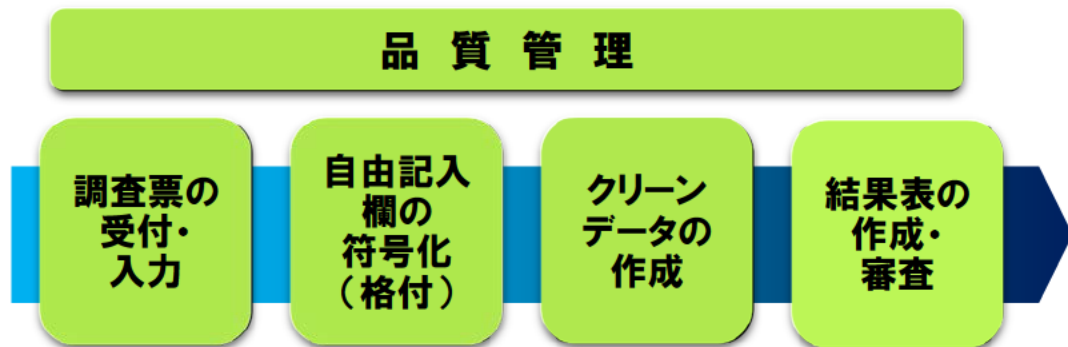 品質管理
調査票の
受付・
入力
自由記入
欄の
符号化
（格付）
クリーン
データの
作成
結果表の
作成・
審査